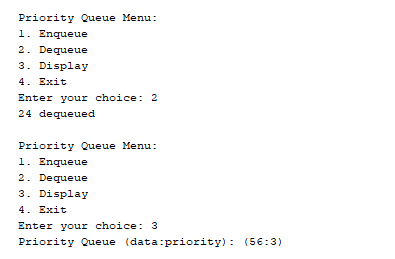 Priority Queue Menu:
1. Enqueue
2. Dequeue
3. Display
4. Exit
Enter your choice: 2
24 dequeued

Priority Queue Menu:
1. Enqueue
2. Dequeue
3. Display
4. Exit
Enter your choice: 3
Priority Queue (data:priority): (56:3)